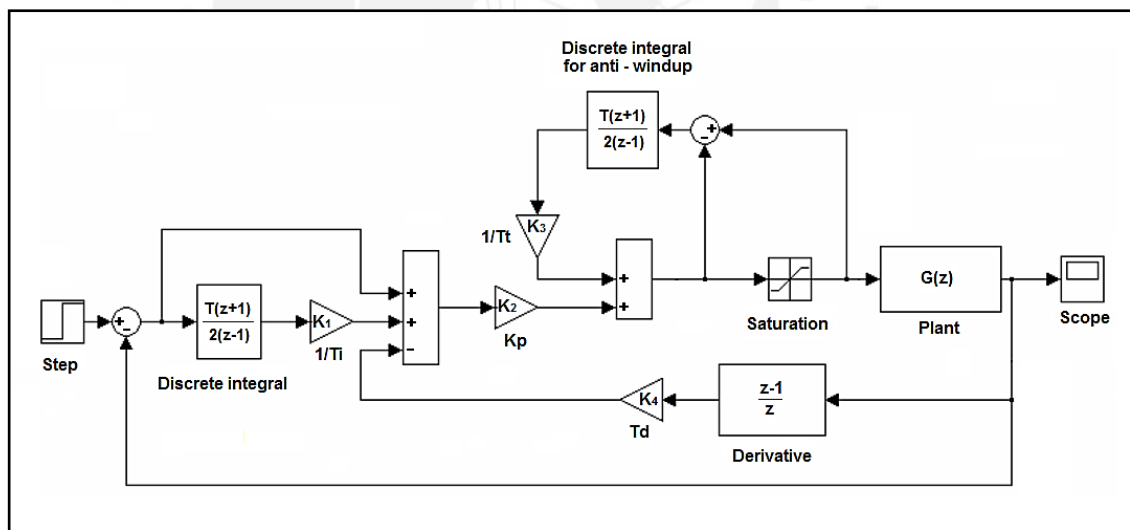 Discrete integral
for anti - windup
T(z+1)
2(z-1)
+
-
K3
1/Tt
+
+
G(z)
Saturation
Plant
Scope
+
-
Step
T(z+1)
2(z-1)
Discrete integral
K1
1/Ti
+
+
-
K2
Kp
K4
Td
z-1
z
Derivative